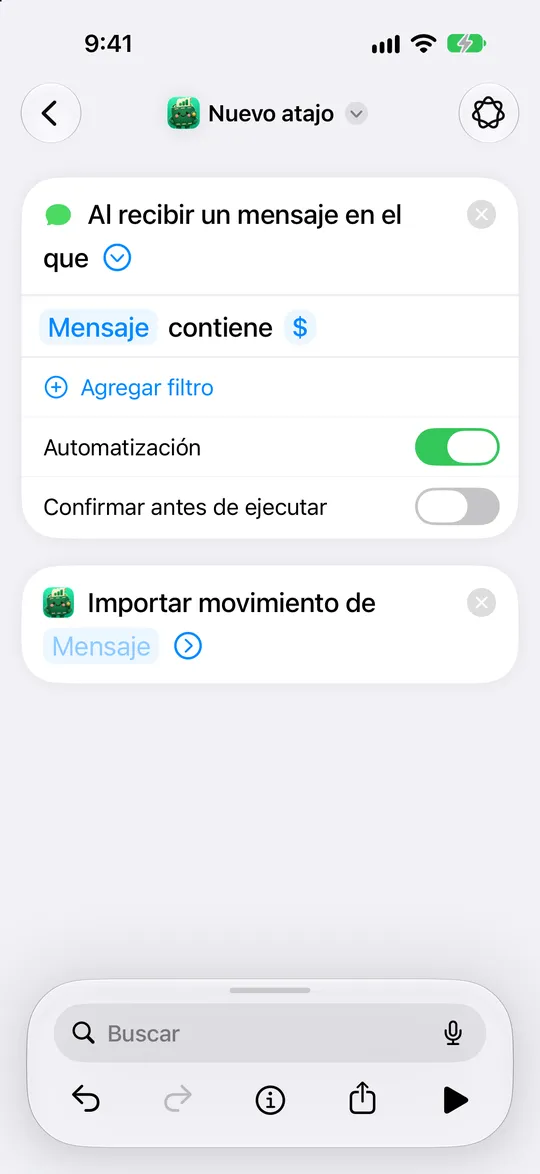 9:41
Nuevo atajo
Al recibir un mensaje en el
que
Mensaje contiene $
Agregar filtro
Automatización
Confirmar antes de ejecutar
Importar movimiento de
Mensaje
Buscar